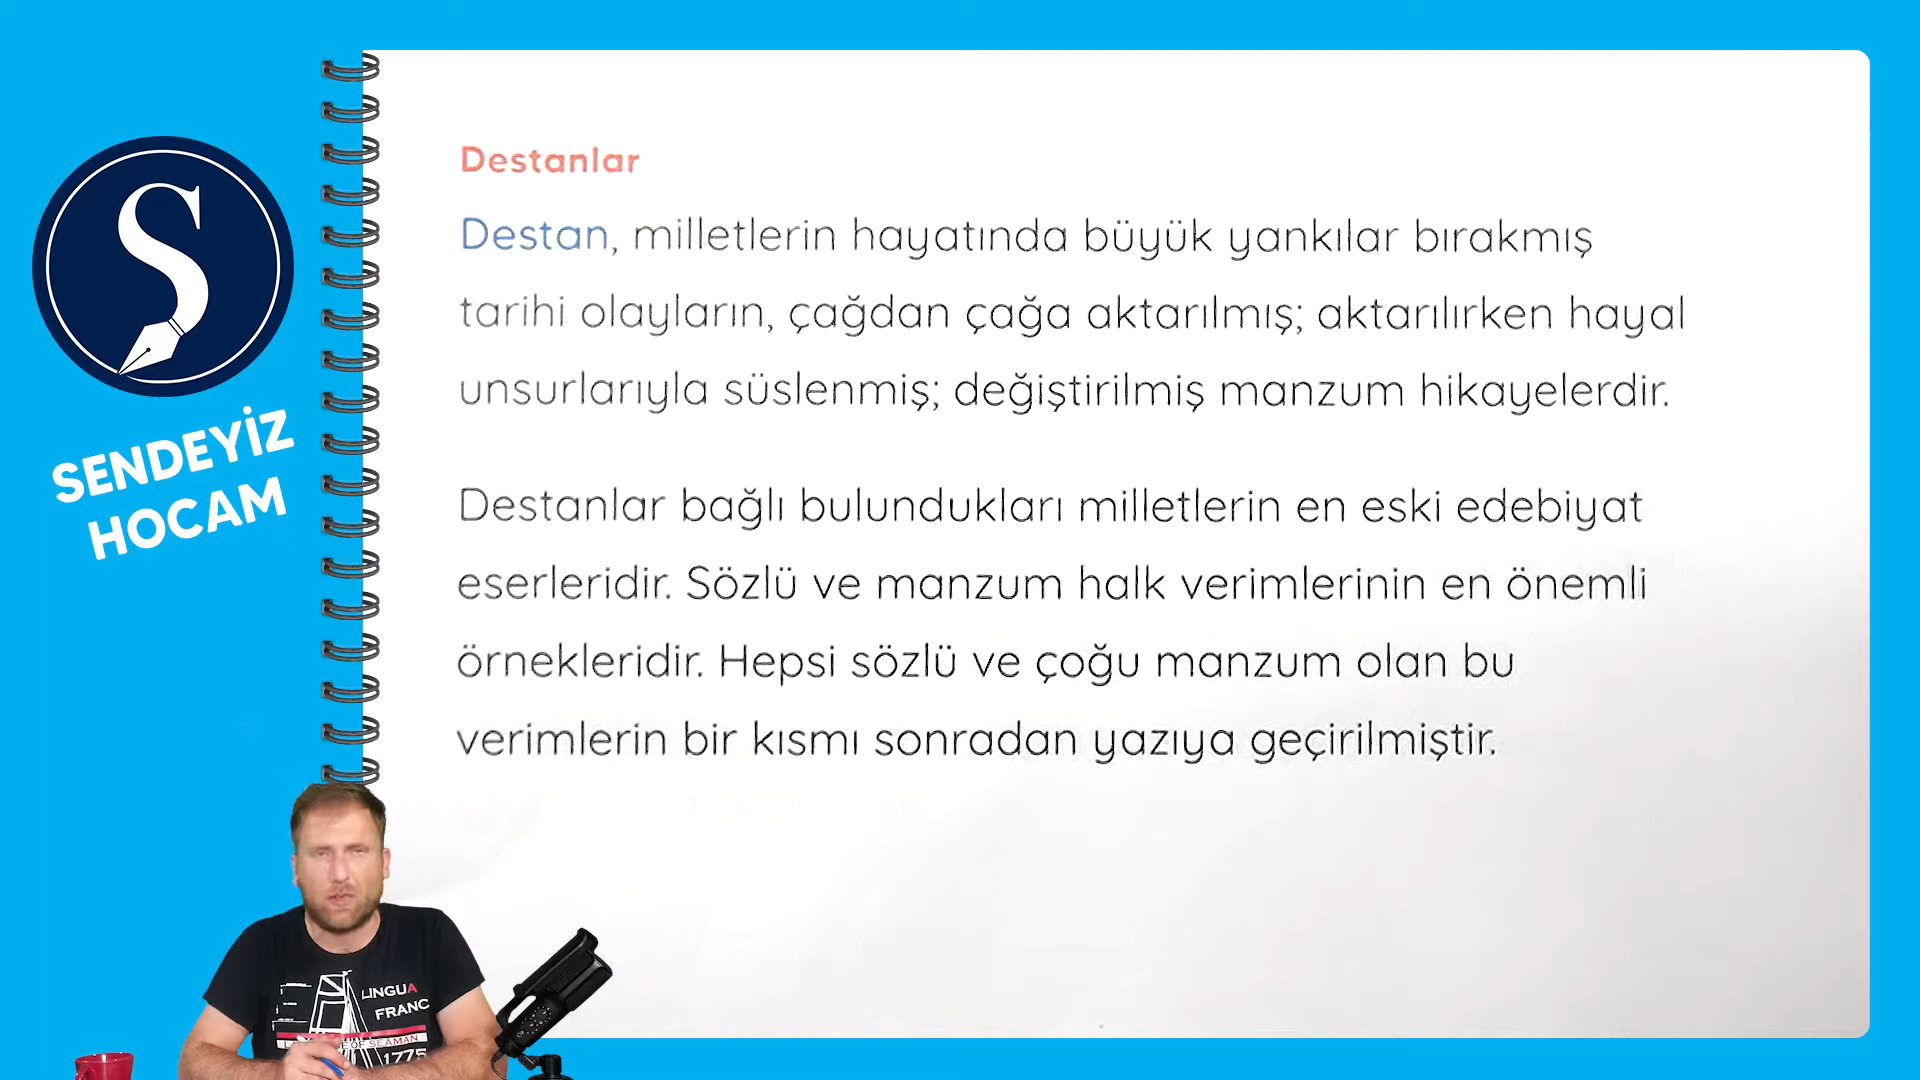 SENDEYİZ
HOCAM
Destanlar
Destan, milletlerin hayatında büyük yankılar bırakmış
tarihi olayların, çağdan çağa aktarılmış; aktarılırken hayal
unsurlarıyla süslenmiş; değiştirilmiş manzum hikayelerdir.
Destanlar bağlı bulundukları milletlerin en eski edebiyat
eserleridir. Sözlü ve manzum halk verimlerinin en önemli
örnekleridir. Hepsi sözlü ve çoğu manzum olan bu
verimlerin bir kısmı sonradan yazıya geçirilmiştir.
LINGUA
FRANC
OF SEAMAN
1775